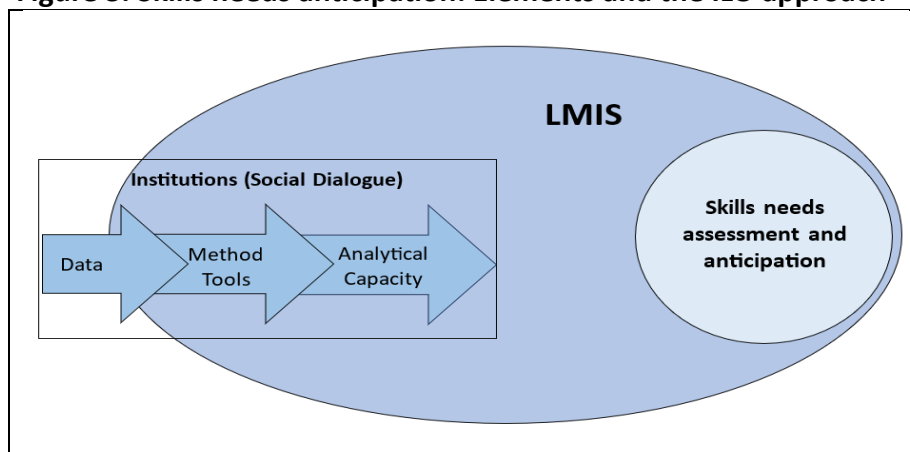 Figure Skills needs anticipation: Elements and the ILO approach
LMIS
Institutions (Social Dialogue)
Skills needs
assessment and
anticipation
Data
Method
Tools
Analytical
Capacity